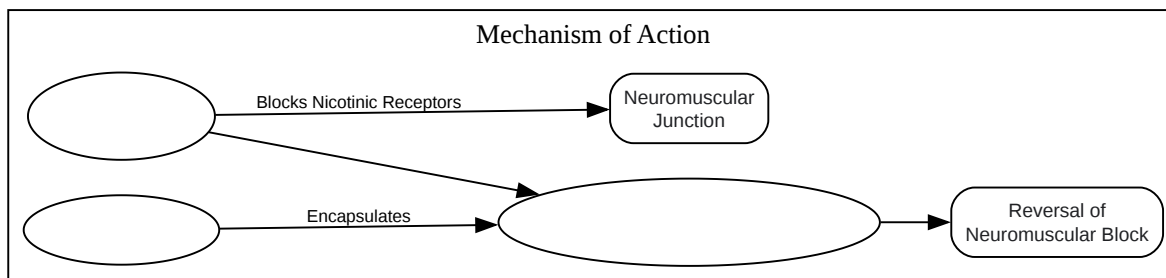 Mechanism of Action
Blocks Nicotinic Receptors
Neuromuscular
Junction
Encapsulates
Reversal of
Neuromuscular Block